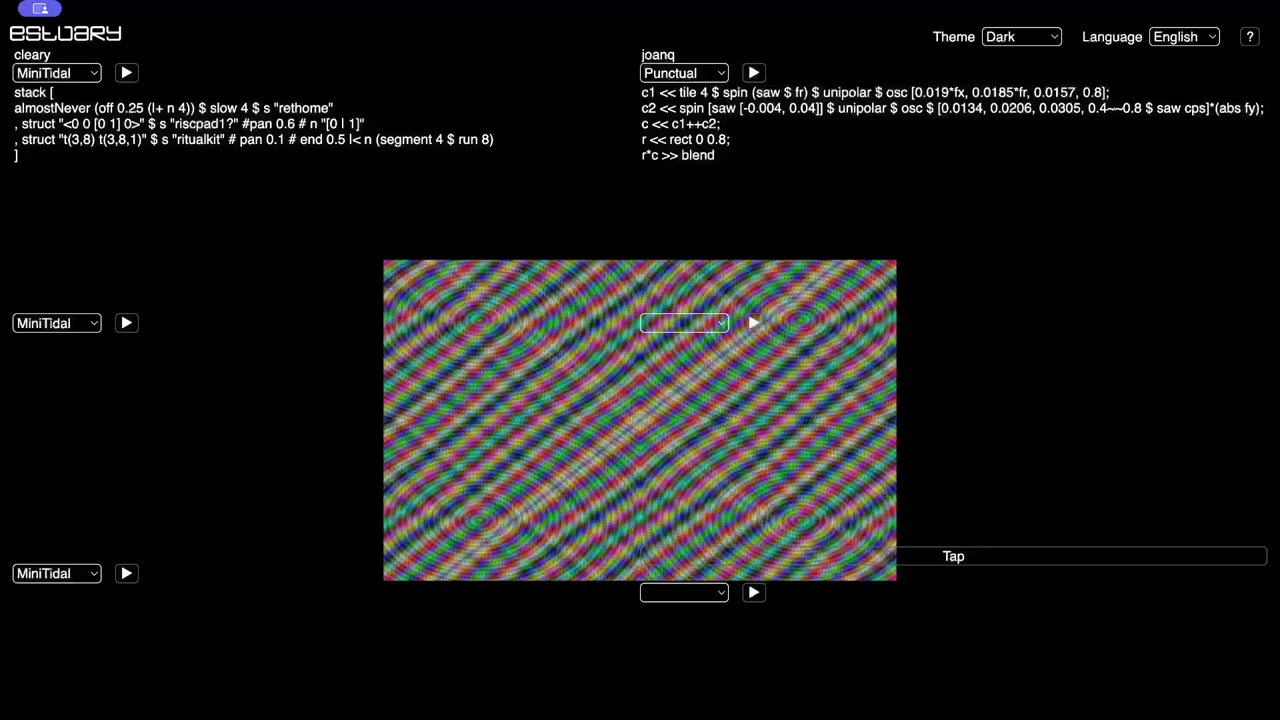 ESTUARY
Theme Dark Language English ?
cleary
MiniTidal
stack [
almostNever (off 0.25 (|+ n 4)) $ slow 4 $ s "rethome"
, struct "<0 0 [0 1] 0>" $ s "riscpad1?" #pan 0.6 # n "[0 | 1]"
, struct "t(3,8) t(3,8,1)" $ s "ritualkit" # pan 0.1 # end 0.5 |< n (segment 4 $ run 8)
]
joanq
Punctual
c1 << tile 4 $ spin (saw $ fr) $ unipolar $ osc [0.019*fx, 0.0185*fr, 0.0157, 0.8];
c2 << spin [saw [-0.004, 0.04]] $ unipolar $ osc $ [0.0134, 0.0206, 0.0305, 0.4~~0.8 $ saw cps]*(abs fy);
c << c1++c2;
r << rect 0 0.8;
r*c >> blend
MiniTidal
Tap
MiniTidal